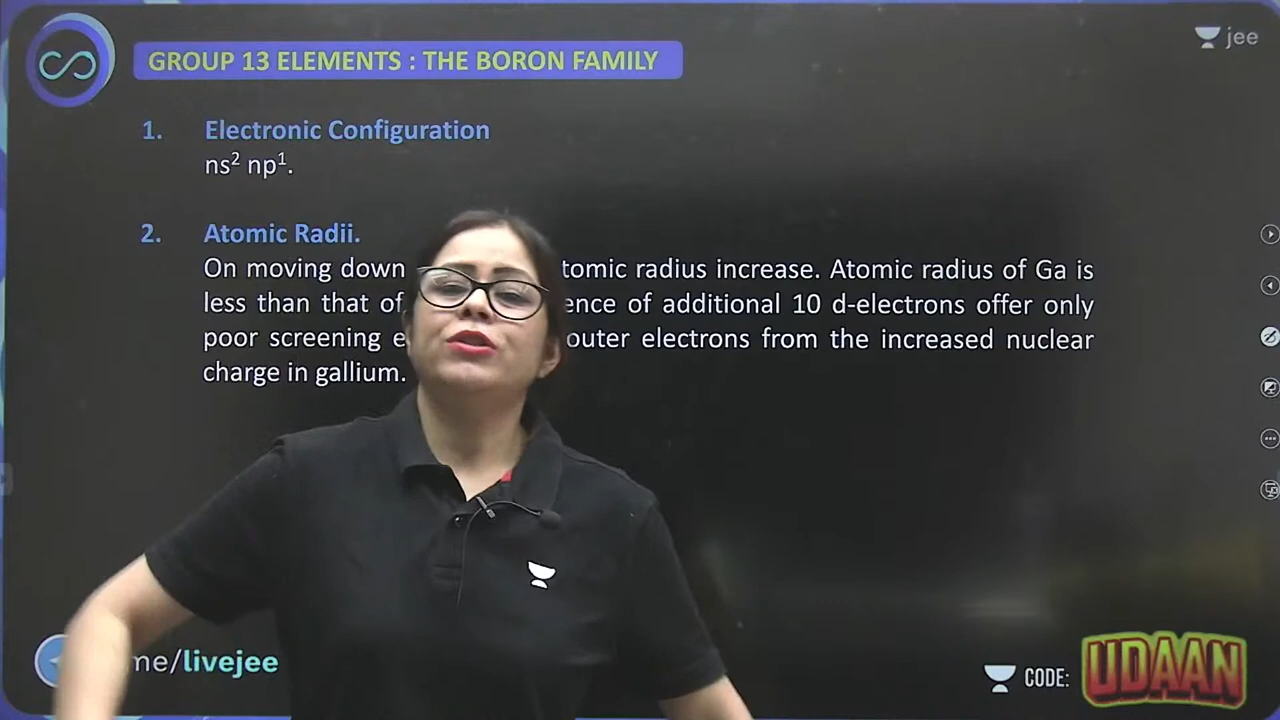 jee
GROUP 13 ELEMENTS : THE BORON FAMILY
1. Electronic Configuration
ns² np¹.
2. Atomic Radii.
On moving down tomic radius increase. Atomic radius of Ga is
less than that of ence of additional 10 d-electrons offer only
poor screening e outer electrons from the increased nuclear
charge in gallium.
me/livejee
CODE: UDAAN